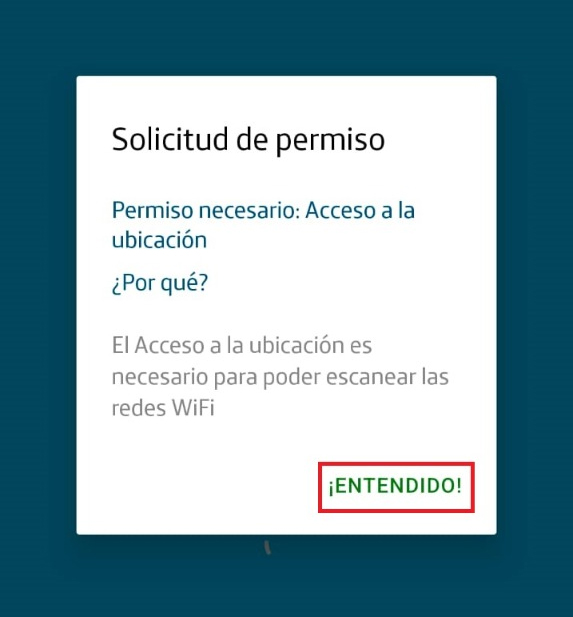 Solicitud de permiso
Permiso necesario: Acceso a la
ubicación
¿Por qué?
El Acceso a la ubicación es
necesario para poder escanear las
redes WiFi
¡ENTENDIDO!